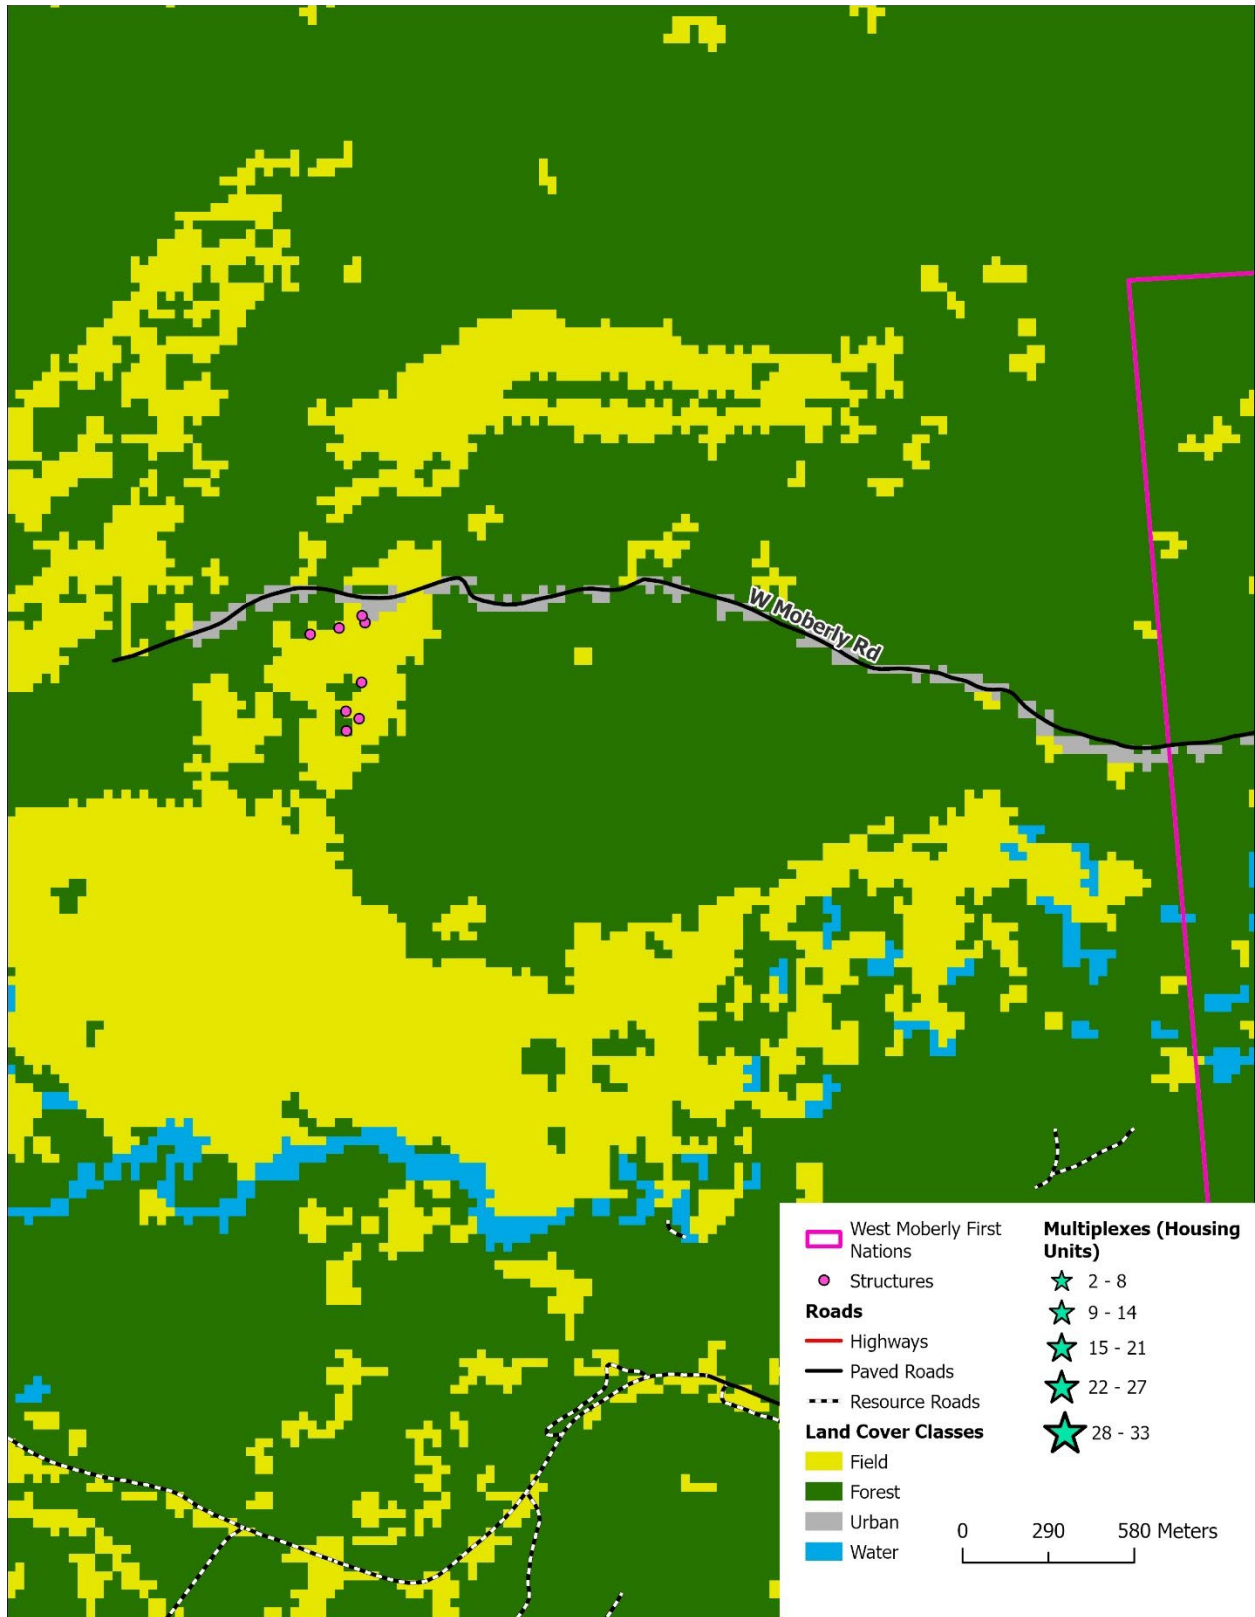 W Moberly Rd
West Moberly First
Nations
Structures
Roads
Highways
Paved Roads
Resource Roads
Land Cover Classes
Field
Forest
Urban
Water
Multiplexes (Housing
Units)
2 - 8
9 - 14
15 - 21
22 - 27
28 - 33
0 290 580 Meters